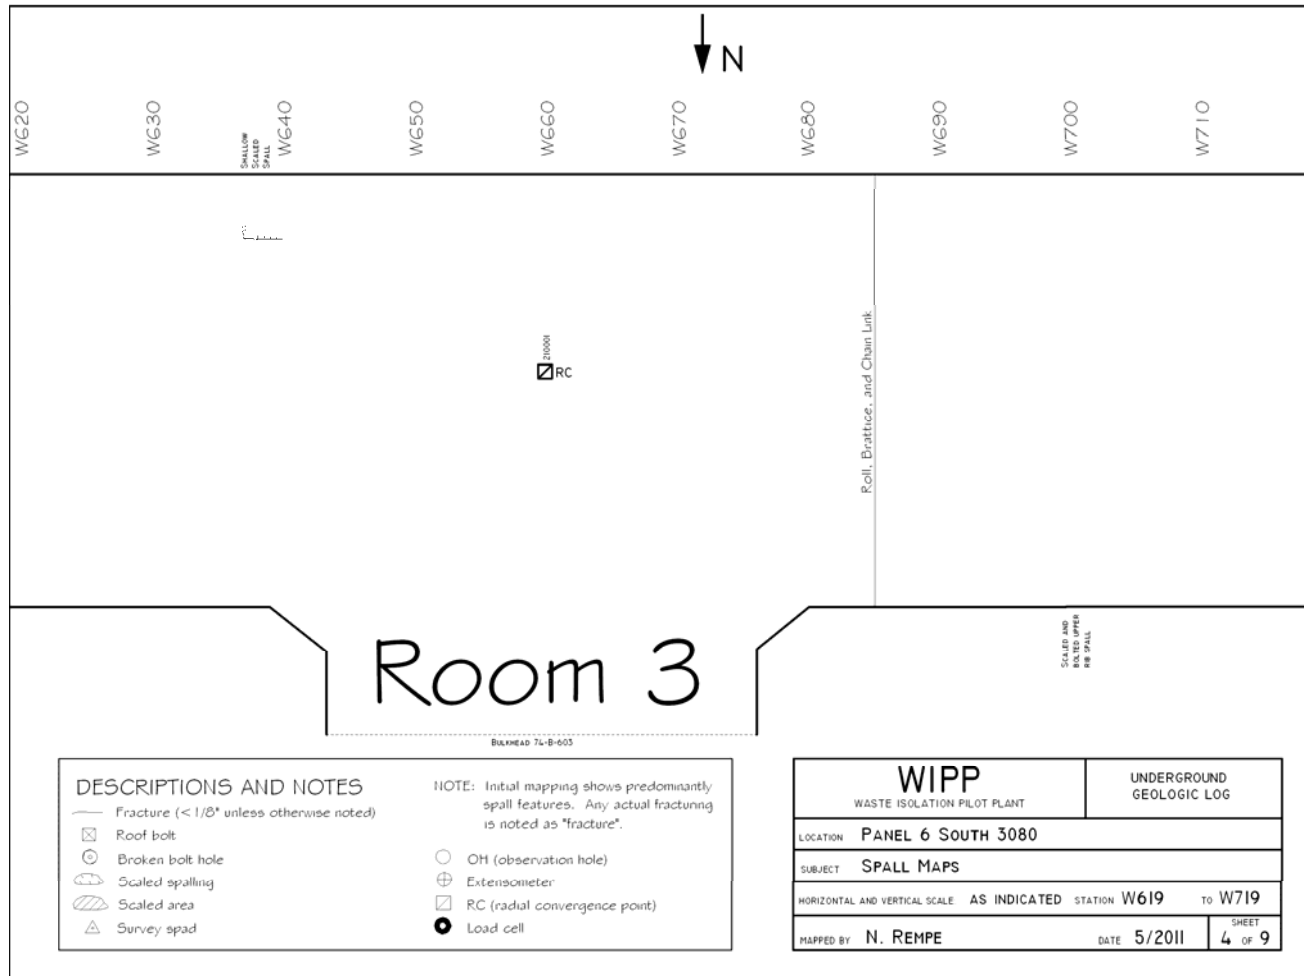 N
W620
W630
W640
W650
W660
W670
W680
W690
W700
W710
SHALLOW
SCALED
SPALL
210001
RC
Roll, Brattice, and Chain Link
SCALED AND
BOLTED UPPER
RIB SPALL
Room 3
BULKHEAD 74-B-603
DESCRIPTIONS AND NOTES
Fracture (< 1/8" unless otherwise noted)
Roof bolt
Broken bolt hole
Scaled spalling
Scaled area
Survey spad
NOTE: Initial mapping shows predominantly
spall features. Any actual fracturing
is noted as "fracture".
OH (observation hole)
Extensometer
RC (radial convergence point)
Load cell
WIPP
WASTE ISOLATION PILOT PLANT
UNDERGROUND
GEOLOGIC LOG
LOCATION PANEL 6 SOUTH 3080
SUBJECT SPALL MAPS
HORIZONTAL AND VERTICAL SCALE AS INDICATED STATION W619 TO W719
MAPPED BY N. REMPE DATE 5/2011
SHEET
4 OF 9